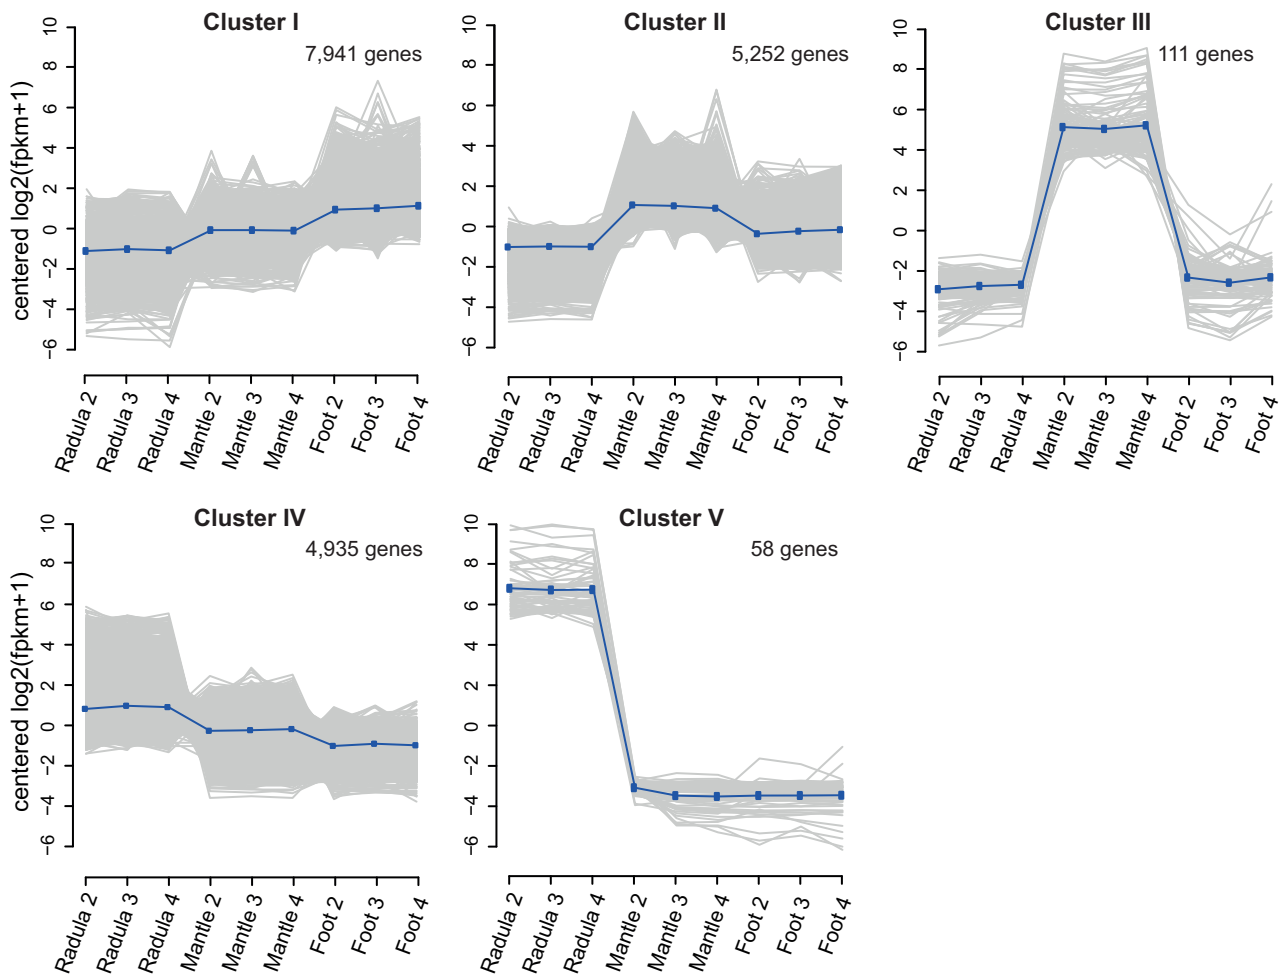 Cluster I
7,941 genes
centered log2(fpkm+1)
10
8
6
4
2
0
−2
−4
−6
Radula 2
Radula 3
Radula 4
Mantle 2
Mantle 3
Mantle 4
Foot 2
Foot 3
Foot 4
Cluster II
5,252 genes
10
8
6
4
2
0
−2
−4
−6
Radula 2
Radula 3
Radula 4
Mantle 2
Mantle 3
Mantle 4
Foot 2
Foot 3
Foot 4
Cluster III
111 genes
10
8
6
4
2
0
−2
−4
−6
Radula 2
Radula 3
Radula 4
Mantle 2
Mantle 3
Mantle 4
Foot 2
Foot 3
Foot 4
Cluster IV
4,935 genes
centered log2(fpkm+1)
10
8
6
4
2
0
−2
−4
−6
Radula 2
Radula 3
Radula 4
Mantle 2
Mantle 3
Mantle 4
Foot 2
Foot 3
Foot 4
Cluster V
58 genes
10
8
6
4
2
0
−2
−4
−6
Radula 2
Radula 3
Radula 4
Mantle 2
Mantle 3
Mantle 4
Foot 2
Foot 3
Foot 4